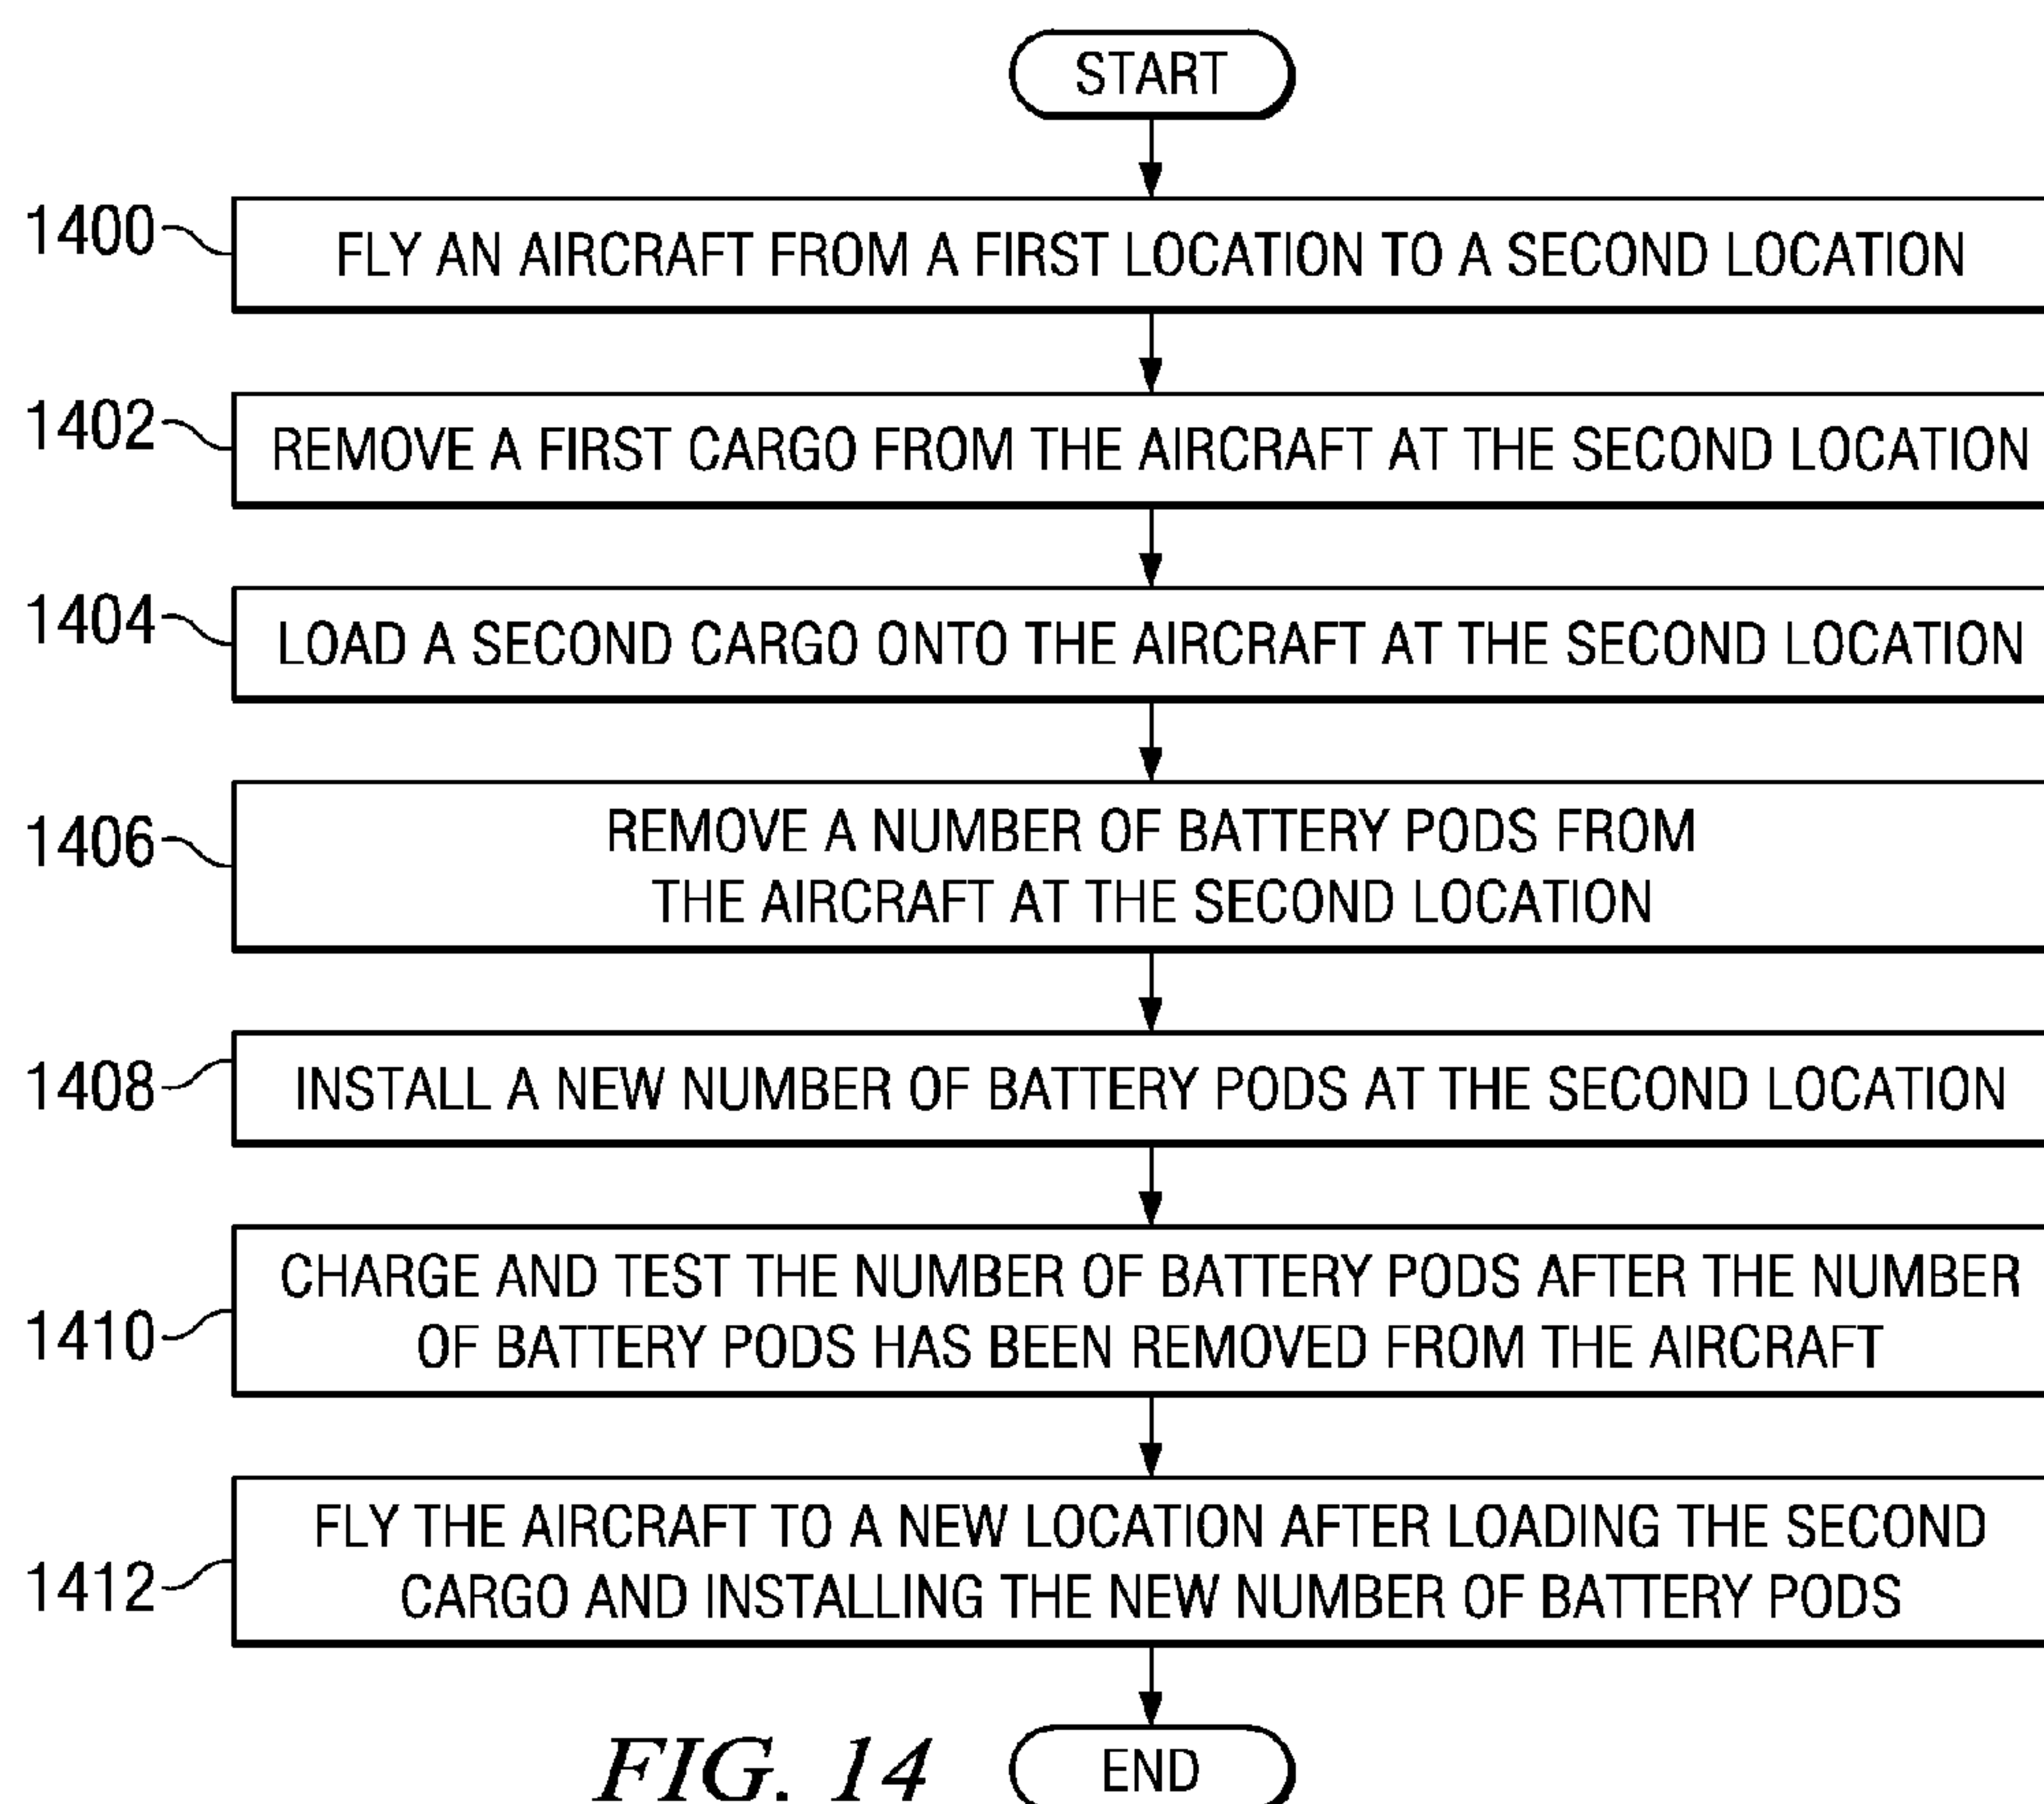 START
1400
FLY AN AIRCRAFT FROM A FIRST LOCATION TO A SECOND LOCATION
1402
REMOVE A FIRST CARGO FROM THE AIRCRAFT AT THE SECOND LOCATION
1404
LOAD A SECOND CARGO ONTO THE AIRCRAFT AT THE SECOND LOCATION
1406
REMOVE A NUMBER OF BATTERY PODS FROM
THE AIRCRAFT AT THE SECOND LOCATION
1408
INSTALL A NEW NUMBER OF BATTERY PODS AT THE SECOND LOCATION
1410
CHARGE AND TEST THE NUMBER OF BATTERY PODS AFTER THE NUMBER
OF BATTERY PODS HAS BEEN REMOVED FROM THE AIRCRAFT
1412
FLY THE AIRCRAFT TO A NEW LOCATION AFTER LOADING THE SECOND
CARGO AND INSTALLING THE NEW NUMBER OF BATTERY PODS
FIG. 14
END